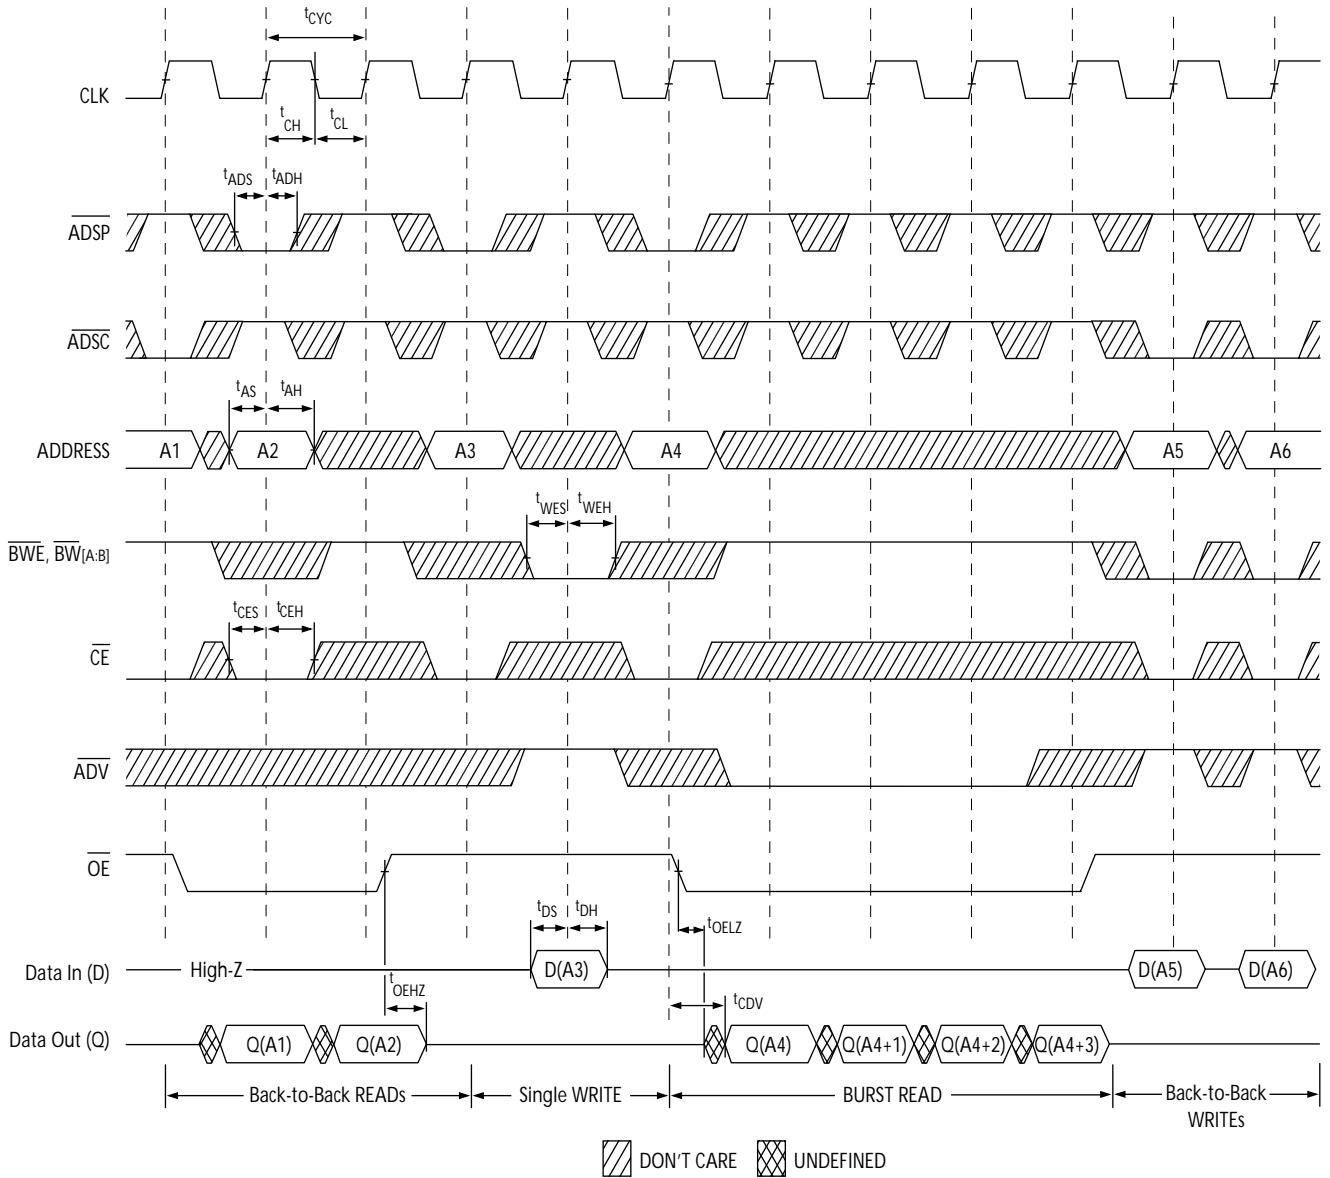 tCYC
CLK
tCH tCL
tADS tADH
ADSP
ADSC
tAS tAH
ADDRESS A1 A2 A3 A4 A5 A6
tWES tWEH
BWE, BW[A:B]
tCES tCEH
CE
ADV
OE
tDS tDH tOELZ
Data In (D) High-Z D(A3) D(A5) D(A6)
tOEHZ tCDV
Data Out (Q) Q(A1) Q(A2) Q(A4) Q(A4+1) Q(A4+2) Q(A4+3)
Back-to-Back READs Single WRITE BURST READ Back-to-Back
WRITEs
DON'T CARE UNDEFINED